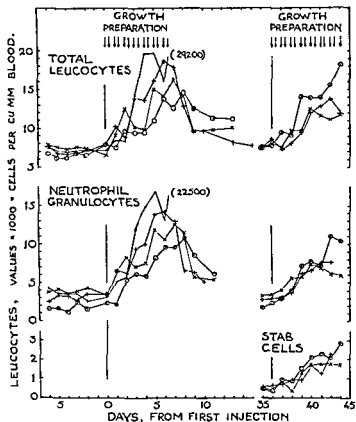 GROWTH
PREPARATION
GROWTH
PREPARATION
20
15
10
5
TOTAL
LEUCOCYTES
(29200)
NEUTROPHIL
GRANULOCYTES
(22500)
15
10
5
0
STAB
CELLS
3
2
1
0
LEUCOCYTES, VALUES × 1000 = CELLS PER CU MM BLOOD.
5 0 5 10 35 40 45
DAYS, FROM FIRST INJECTION